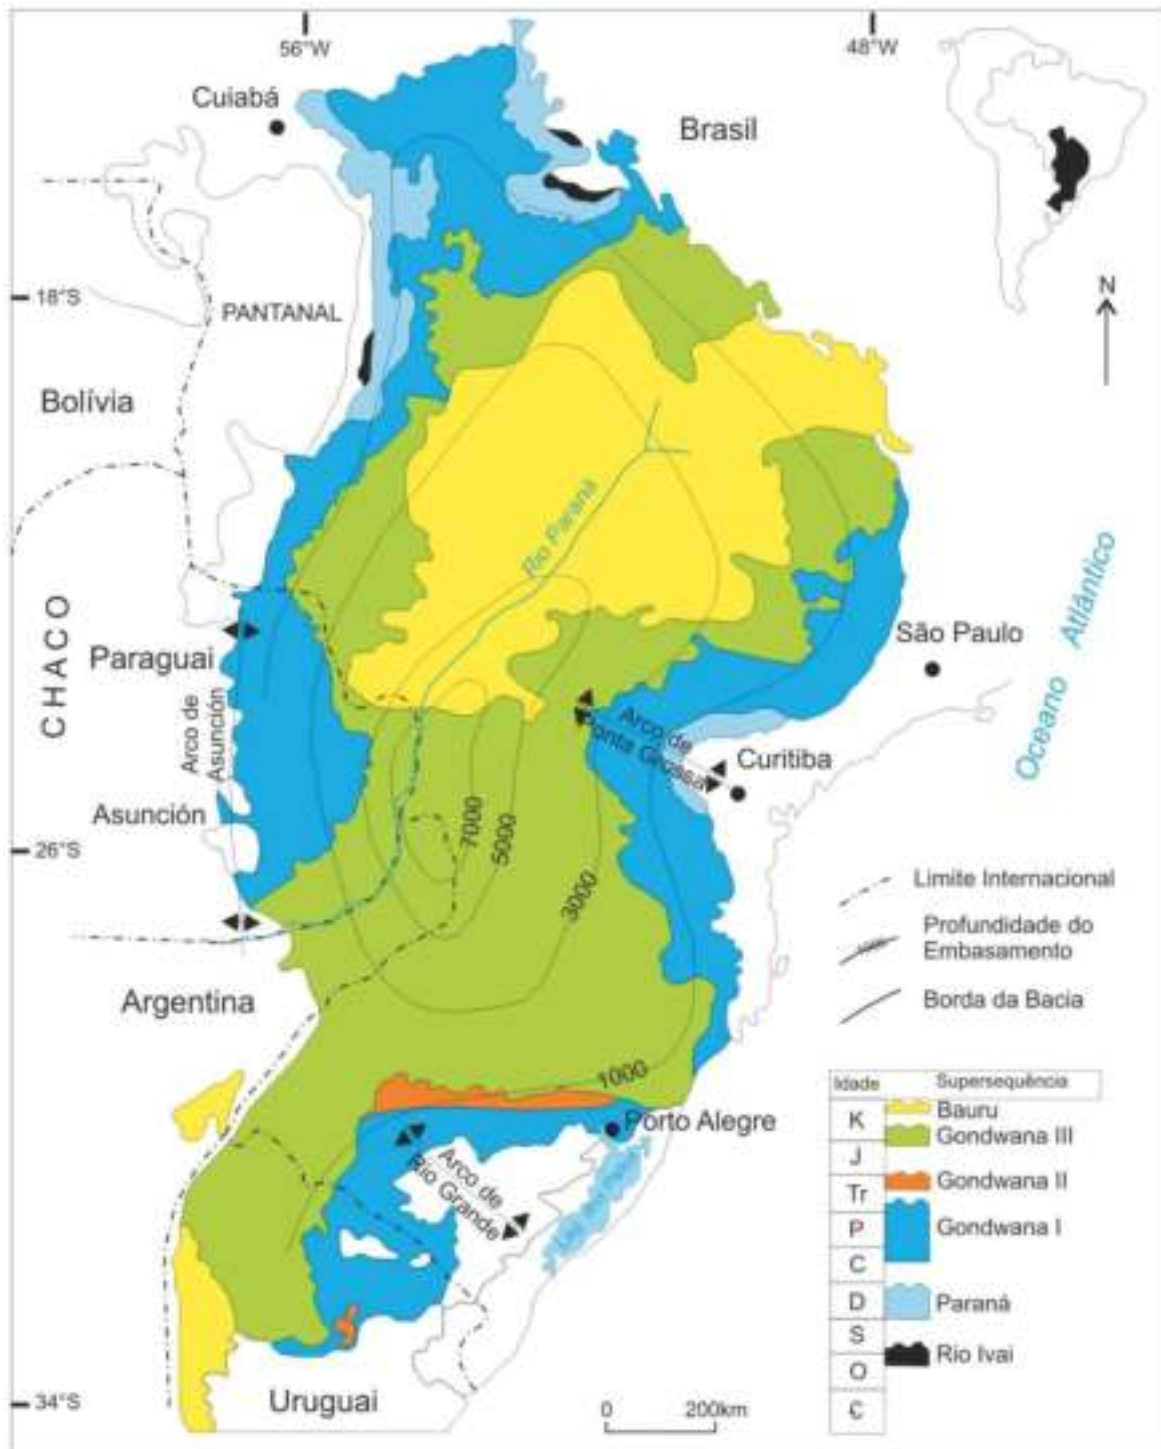 56°W
48°W
Cuiabá
Brasil
N
18°S
PANTANAL
Bolívia
Rio Paraná
CHACO
Paraguai
São Paulo
Oceano Atlântico
Arco de
Asunción
Arco de
Ponta Grossa
Curitiba
Asunción
7000
5000
3000
26°S
Limite Internacional
Profundidade do
Embasamento
Borda da Bacia
Argentina
1000
Porto Alegre
Arco de
Rio Grande
Idade
Supersequência
K
Bauru
Gondwana III
J
Tr
Gondwana II
P
Gondwana I
C
D
Paraná
S
Rio Ivaí
O
Є
34°S
Uruguai
0
200km